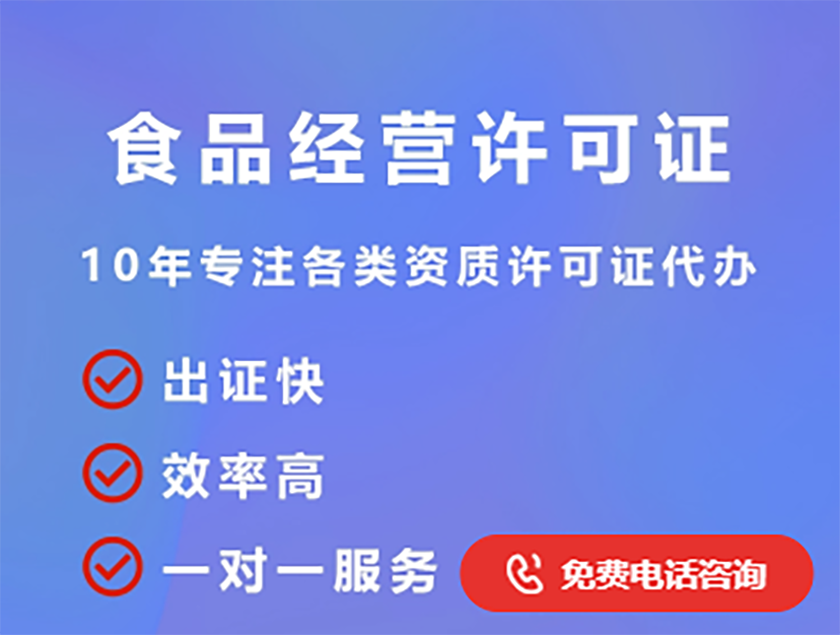 食品经营许可证
10年专注各类资质许可证代办
出证快
效率高
一对一服务
免费电话咨询